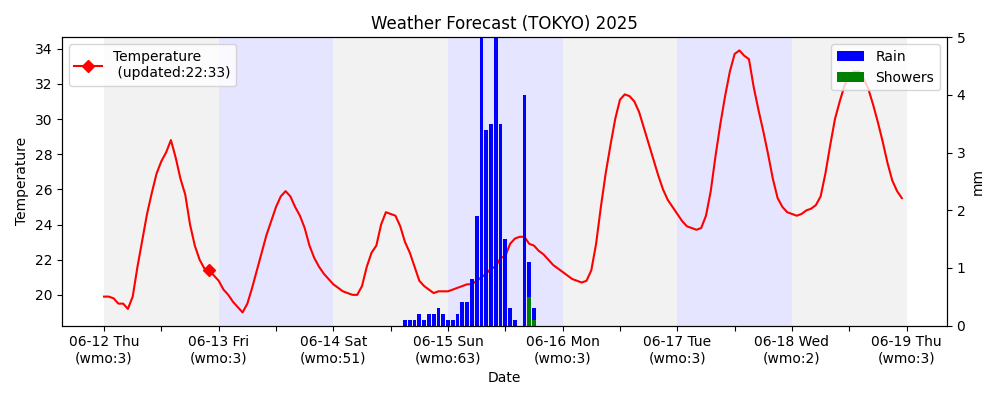 Weather Forecast (TOKYO) 2025
Temperature
(updated:22:33)
Rain
Showers
34
32
30
28
26
24
22
20
Temperature
5
4
3
2
1
0
mm
06-12 Thu
(wmo:3)
06-13 Fri
(wmo:3)
06-14 Sat
(wmo:51)
06-15 Sun
(wmo:63)
06-16 Mon
(wmo:3)
06-17 Tue
(wmo:3)
06-18 Wed
(wmo:2)
06-19 Thu
(wmo:3)
Date